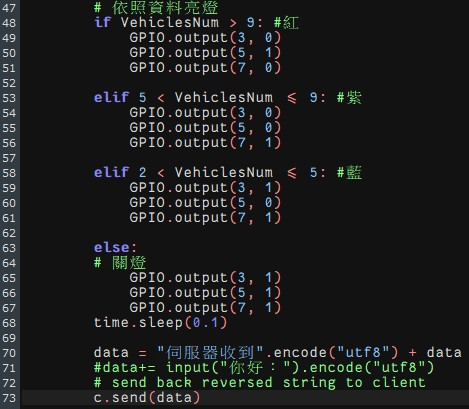 47 # 依照資料亮燈
48 if VehiclesNum > 9: #紅
49 GPIO.output(3, 0)
50 GPIO.output(5, 1)
51 GPIO.output(7, 0)
52
53 elif 5 < VehiclesNum ⩽ 9: #紫
54 GPIO.output(3, 0)
55 GPIO.output(5, 0)
56 GPIO.output(7, 1)
57
58 elif 2 < VehiclesNum ⩽ 5: #藍
59 GPIO.output(3, 1)
60 GPIO.output(5, 0)
61 GPIO.output(7, 1)
62
63 else:
64 # 關燈
65 GPIO.output(3, 1)
66 GPIO.output(5, 1)
67 GPIO.output(7, 1)
68 time.sleep(0.1)
69
70 data = "伺服器收到".encode("utf8") + data
71 #data+= input("你好：").encode("utf8")
72 # send back reversed string to client
73 c.send(data)